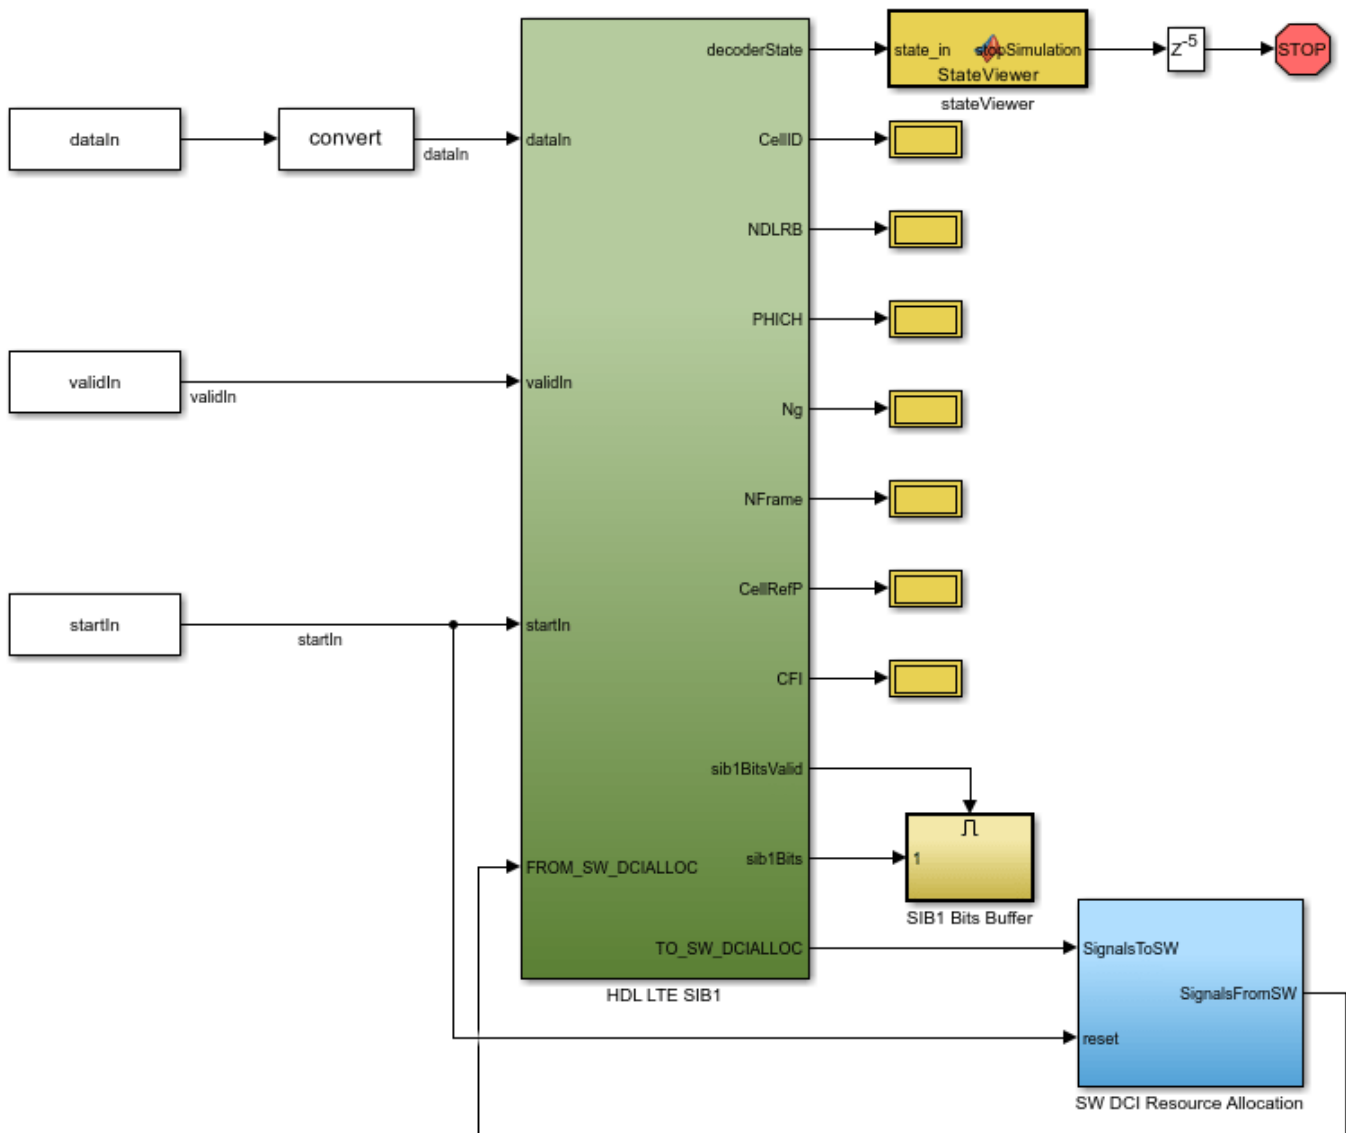 decoderState
state_in
stopSimulation
StateViewer
stateViewer
Z-5
STOP
dataIn
convert
dataIn
dataIn
CellID
NDLRB
PHICH
validIn
validIn
validIn
Ng
NFrame
CellRefP
startIn
startIn
startIn
CFI
sib1BitsValid
sib1Bits
1
SIB1 Bits Buffer
FROM_SW_DCIALLOC
TO_SW_DCIALLOC
HDL LTE SIB1
SignalsToSW
SignalsFromSW
reset
SW DCI Resource Allocation